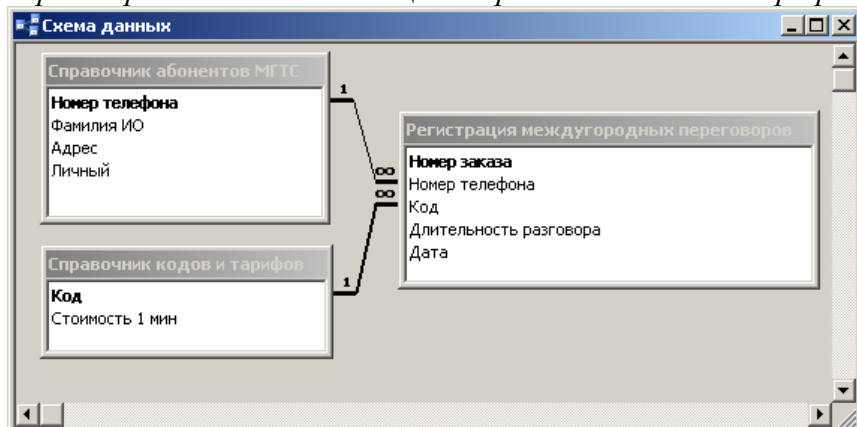 Схема данных
Справочник абонентов МГТС
Номер телефона
Фамилия ИО
Адрес
Личный
1
∞
∞
Регистрация междугородных переговоров
Номер заказа
Номер телефона
Код
Длительность разговора
Дата
Справочник кодов и тарифов
Код
Стоимость 1 мин
1